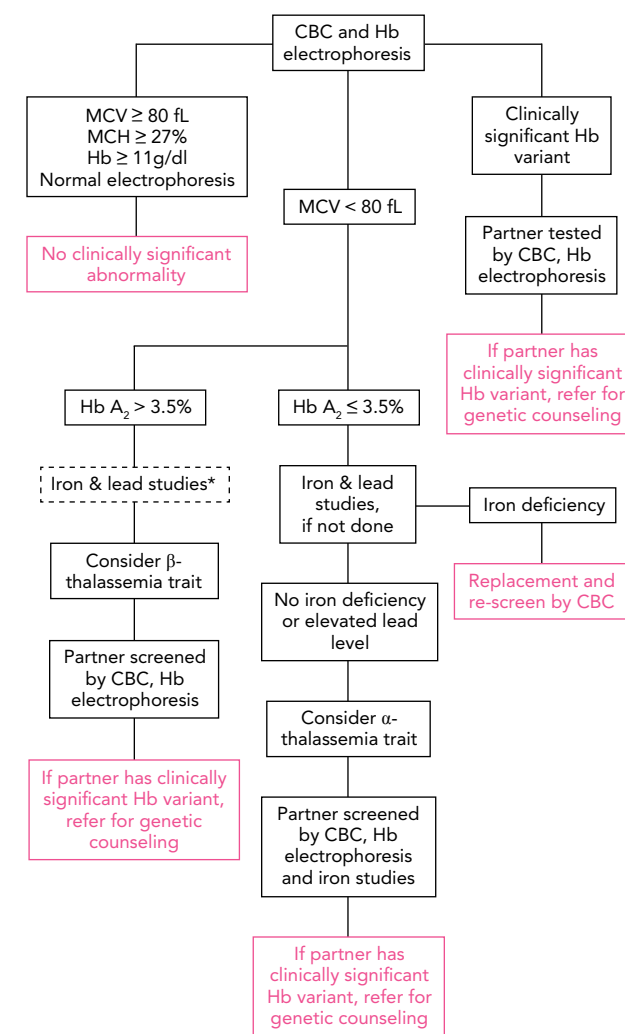 CBC and Hb
electrophoresis
MCV ≥ 80 fL
MCH ≥ 27%
Hb ≥ 11g/dl
Normal electrophoresis
No clinically significant
abnormality
MCV < 80 fL
Clinically
significant Hb
variant
Partner tested
by CBC, Hb
electrophoresis
If partner has
clinically significant
Hb variant, refer for
genetic counseling
Hb A₂ > 3.5%
Iron & lead studies*
Consider β-
thalassemia trait
Partner screened
by CBC, Hb
electrophoresis
If partner has clinically
significant Hb variant,
refer for genetic
counseling
Hb A₂ ≤ 3.5%
Iron & lead
studies,
if not done
Iron deficiency
Replacement and
re-screen by CBC
No iron deficiency
or elevated lead
level
Consider α-
thalassemia trait
Partner screened
by CBC, Hb
electrophoresis
and iron studies
If partner has
clinically significant
Hb variant, refer for
genetic counseling